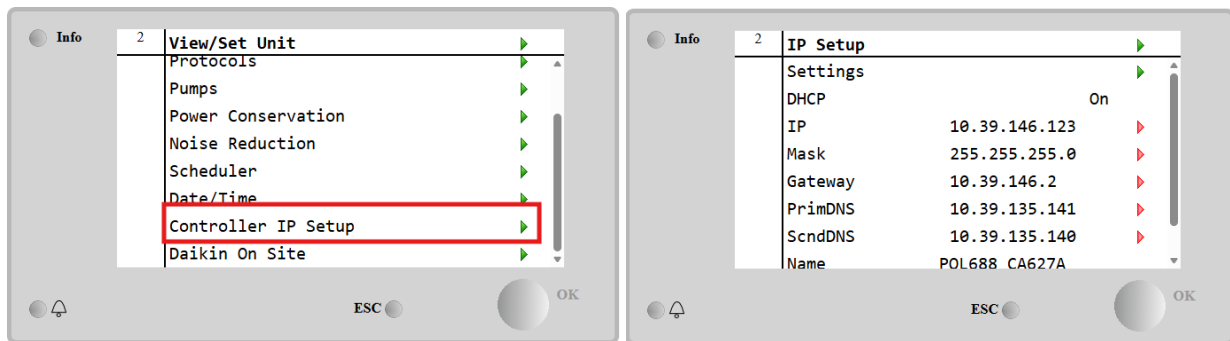 Info
2 View/Set Unit
Protocols
Pumps
Power Conservation
Noise Reduction
Scheduler
Date/Time
Controller IP Setup
Daikin On Site
ESC
OK
Info
2 IP Setup
Settings
DHCP On
IP 10.39.146.123
Mask 255.255.255.0
Gateway 10.39.146.2
PrimDNS 10.39.135.141
ScndDNS 10.39.135.140
Name POL688_CA627A
ESC
OK